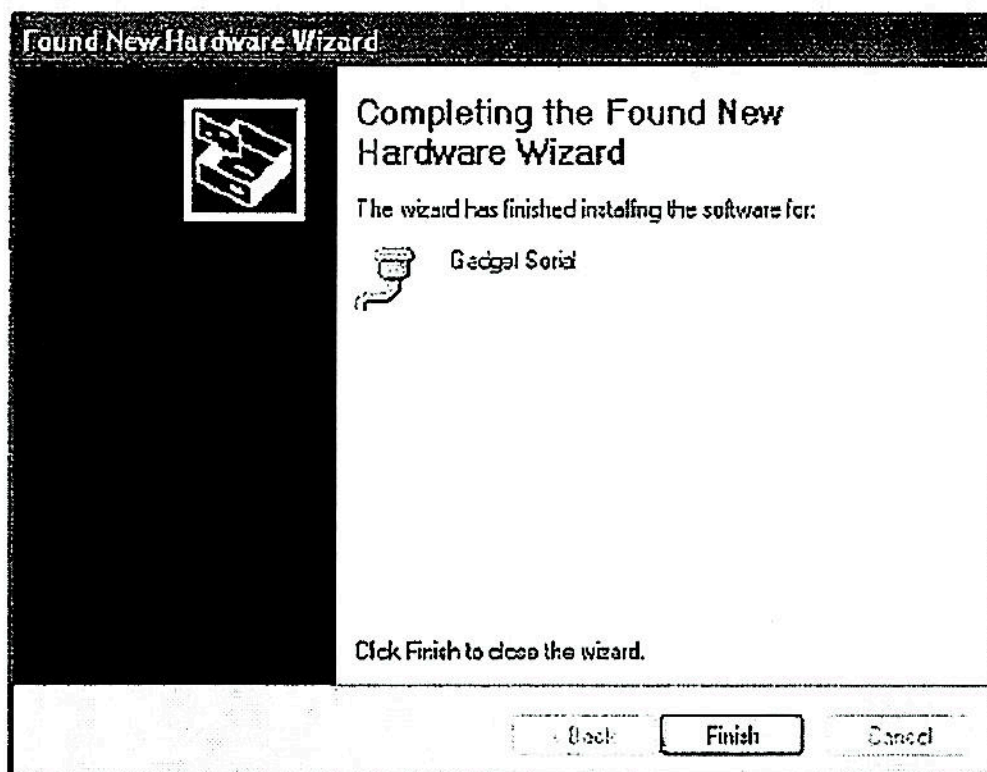 Found New Hardware Wizard
Completing the Found New
Hardware Wizard
The wizard has finished installing the software for:
Gadget Serial
Click Finish to close the wizard.
< Back
Finish
Cancel